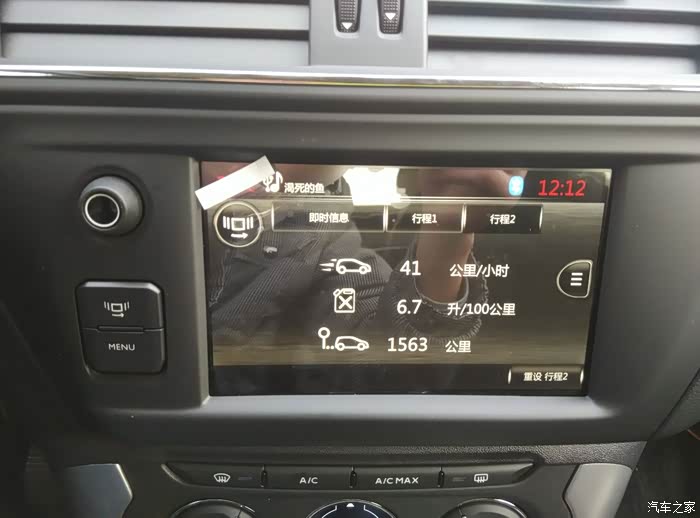 渴死的鱼 12:12
即时信息 行程1 行程2
41 公里/小时
6.7 升/100公里
1563 公里
重设 行程2
MENU
A/C A/C MAX
汽车之家